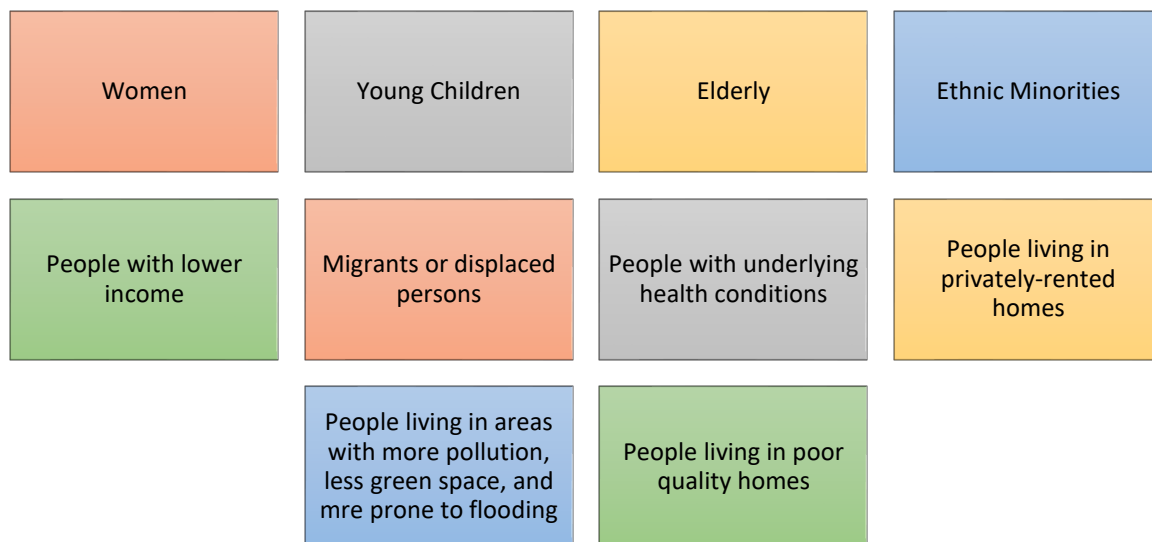 Women
Young Children
Elderly
Ethnic Minorities
People with lower
income
Migrants or displaced
persons
People with underlying
health conditions
People living in
privately-rented
homes
People living in areas
with more pollution,
less green space, and
mre prone to flooding
People living in poor
quality homes